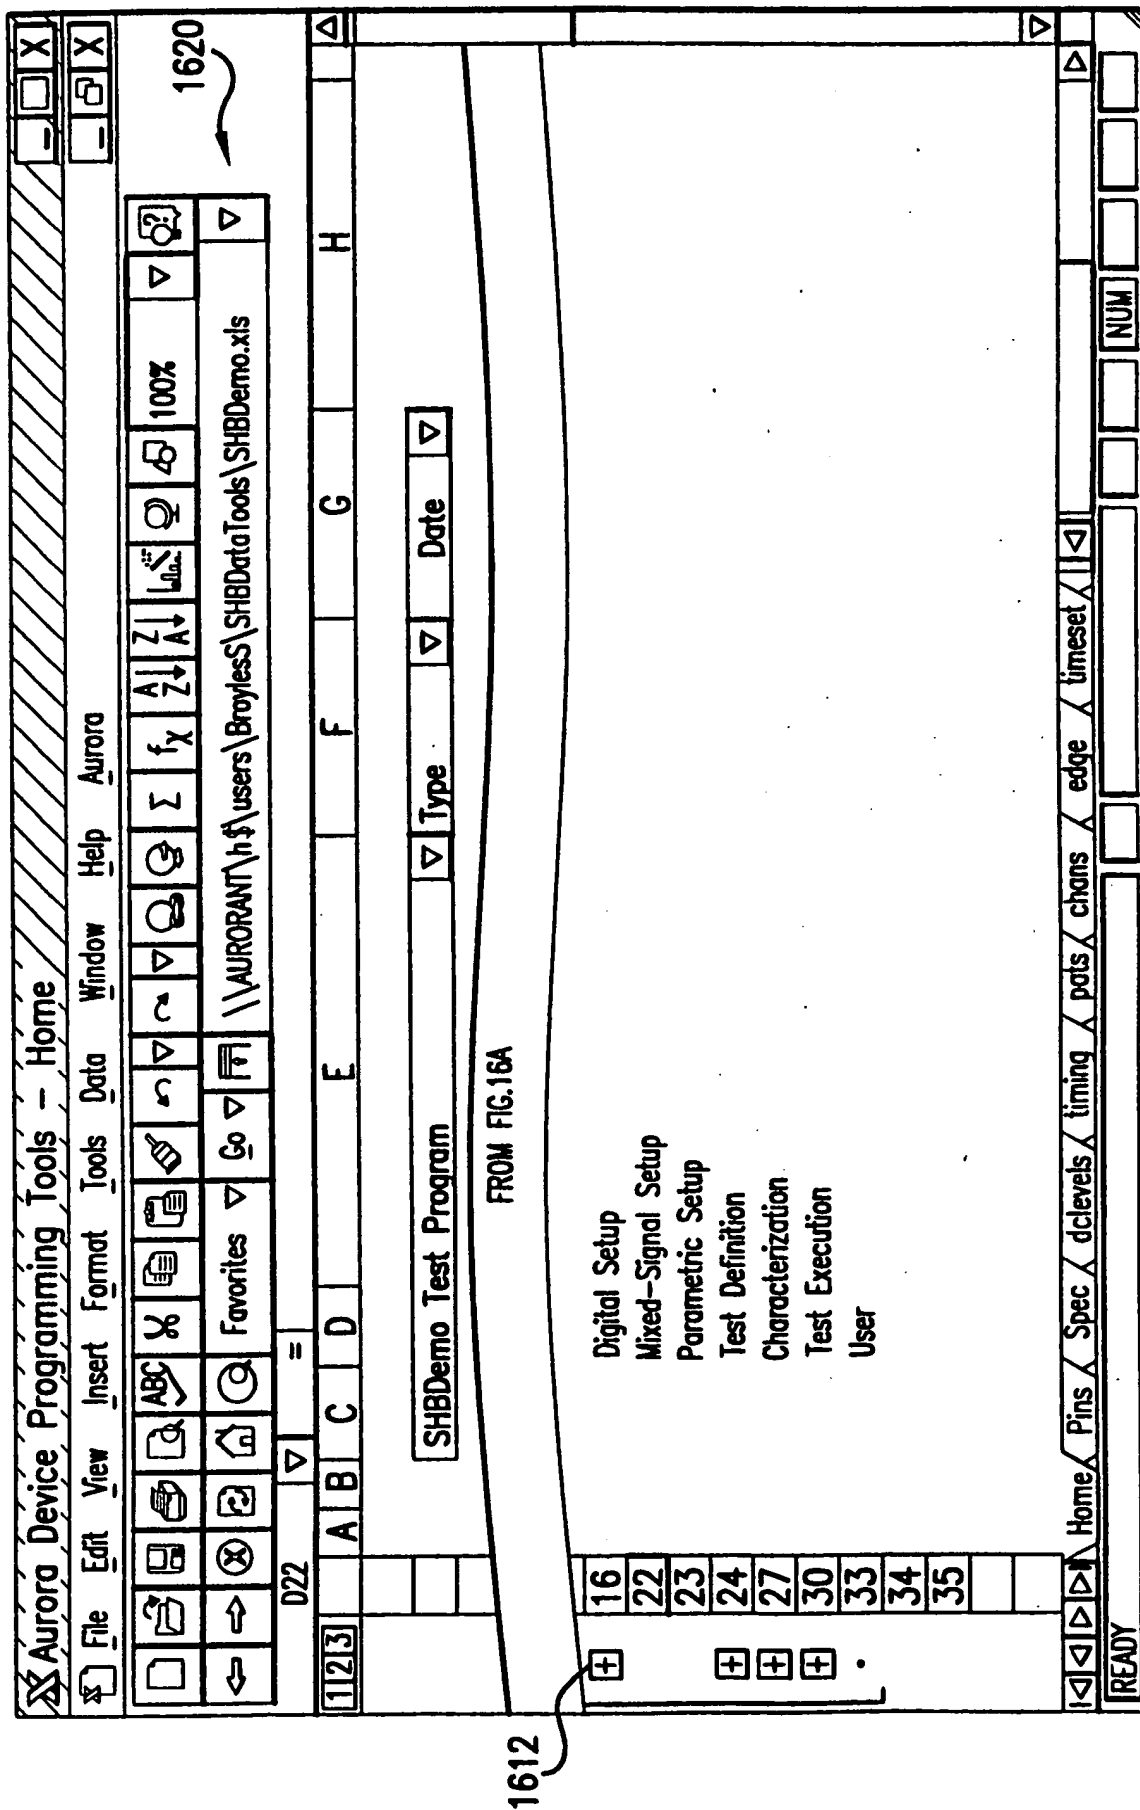 Aurora Device Programming Tools – Home
File Edit View Insert Format Tools Data Window Help Aurora
1620
ABC Σ fx A Z Z A 100% ?
Favorites Go \\AURORANT\h$\users\BroylesS\SHBDataTools\SHBDemo.xls
D22 =
1 2 3 A B C D E F G H
SHBDemo Test Program Type Date
FROM FIG.16A
1612
16 Digital Setup
22 Mixed–Signal Setup
23 Parametric Setup
24 Test Definition
27 Characterization
30 Test Execution
33 User
34
35
Home Pins Spec dclevels timing pats chans edge timeset
READY NUM